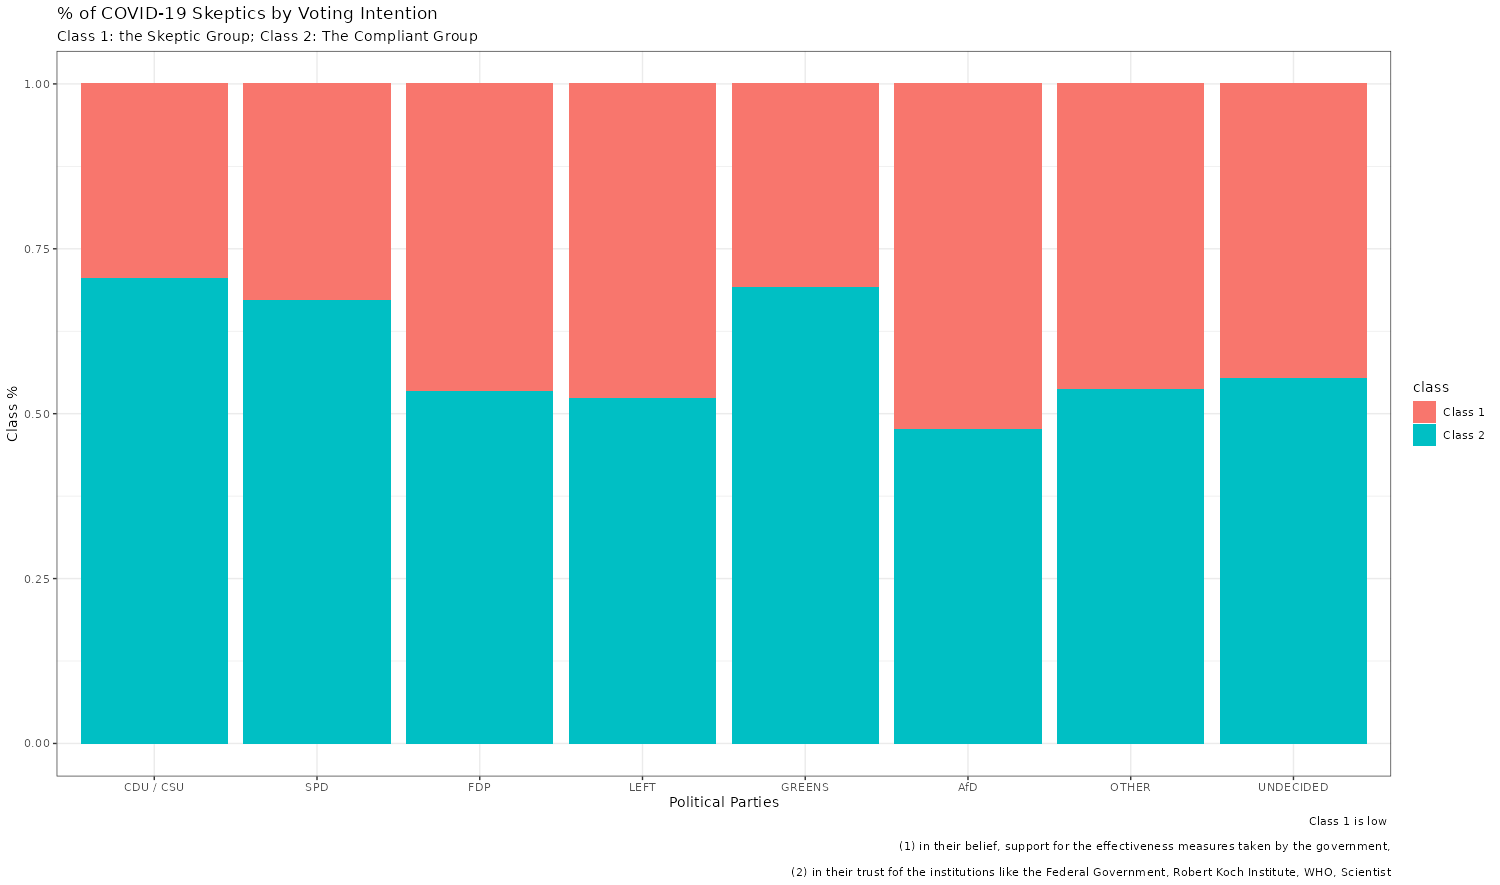 % of COVID-19 Skeptics by Voting Intention
Class 1: the Skeptic Group; Class 2: The Compliant Group
1.00
0.75
0.50
0.25
0.00
Class %
CDU / CSU SPD FDP LEFT GREENS AfD OTHER UNDECIDED
Political Parties
class
Class 1
Class 2
Class 1 is low
(1) in their belief, support for the effectiveness measures taken by the government,
(2) in their trust fof the institutions like the Federal Government, Robert Koch Institute, WHO, Scientist